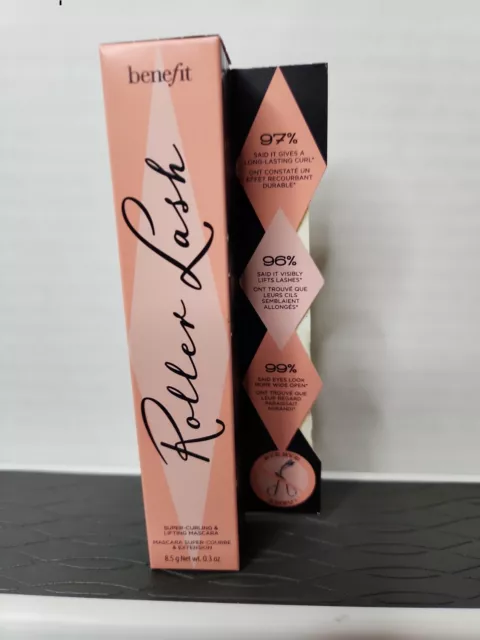 benefit
Roller Lash
SUPER-CURLING &
LIFTING MASCARA
MASCARA SUPER COURBE
& EXTENSION
8.5 g Net wt. 0.3 oz
97%
SAID IT GIVES A
LONG-LASTING CURL*
ONT CONSTATÉ UN
EFFET RECOURBANT
DURABLE*
96%
SAID IT VISIBLY
LIFTS LASHES*
ONT TROUVÉ QUE
LEURS CILS
SEMBLAIENT
ALLONGÉS*
99%
SAID EYES LOOK
MORE WIDE OPEN*
ONT TROUVÉ QUE
LEUR REGARD
PARAISSAIT
AGRANDI*